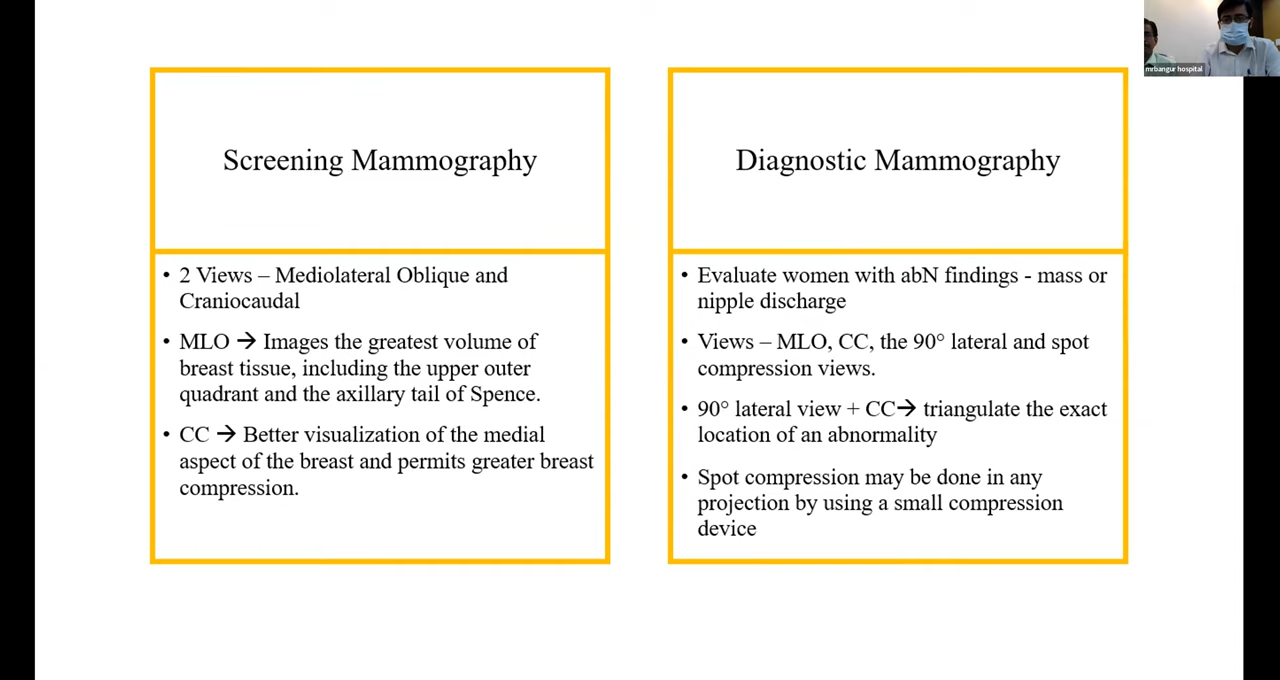 mrbangur hospital
Screening Mammography
• 2 Views – Mediolateral Oblique and
Craniocaudal
• MLO → Images the greatest volume of
breast tissue, including the upper outer
quadrant and the axillary tail of Spence.
• CC → Better visualization of the medial
aspect of the breast and permits greater breast
compression.
Diagnostic Mammography
• Evaluate women with abN findings - mass or
nipple discharge
• Views – MLO, CC, the 90° lateral and spot
compression views.
• 90° lateral view + CC→ triangulate the exact
location of an abnormality
• Spot compression may be done in any
projection by using a small compression
device